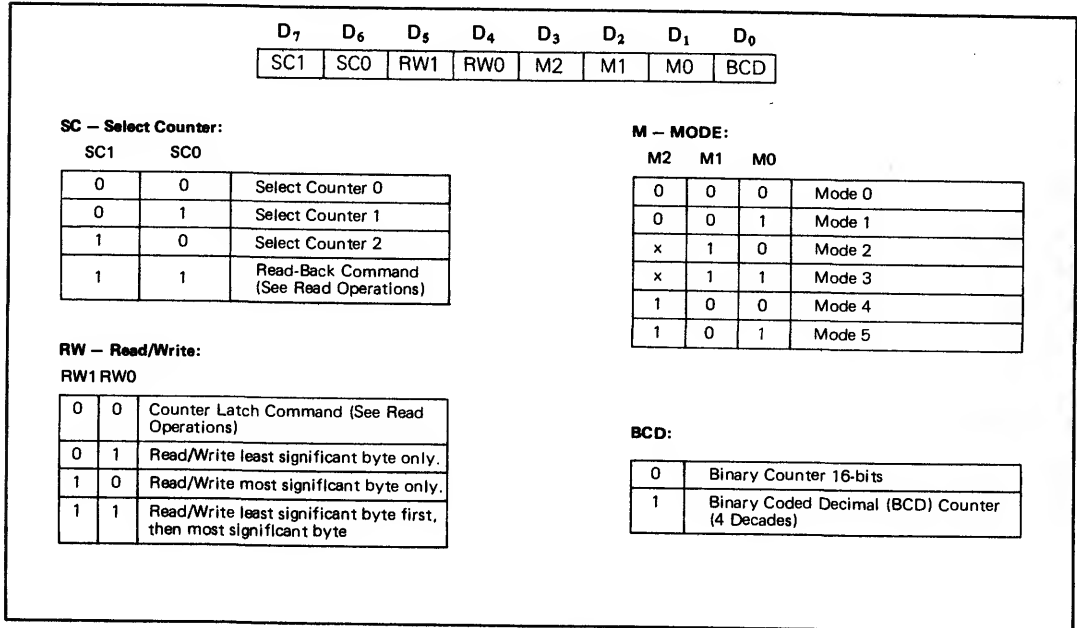 D₇ D₆ D₅ D₄ D₃ D₂ D₁ D₀
SC1 SC0 RW1 RW0 M2 M1 M0 BCD
SC — Select Counter:
SC1 SC0
0 0 Select Counter 0
0 1 Select Counter 1
1 0 Select Counter 2
1 1 Read-Back Command
(See Read Operations)
RW — Read/Write:
RW1 RW0
0 0 Counter Latch Command (See Read
Operations)
0 1 Read/Write least significant byte only.
1 0 Read/Write most significant byte only.
1 1 Read/Write least significant byte first,
then most significant byte
M — MODE:
M2 M1 M0
0 0 0 Mode 0
0 0 1 Mode 1
x 1 0 Mode 2
x 1 1 Mode 3
1 0 0 Mode 4
1 0 1 Mode 5
BCD:
0 Binary Counter 16-bits
1 Binary Coded Decimal (BCD) Counter
(4 Decades)